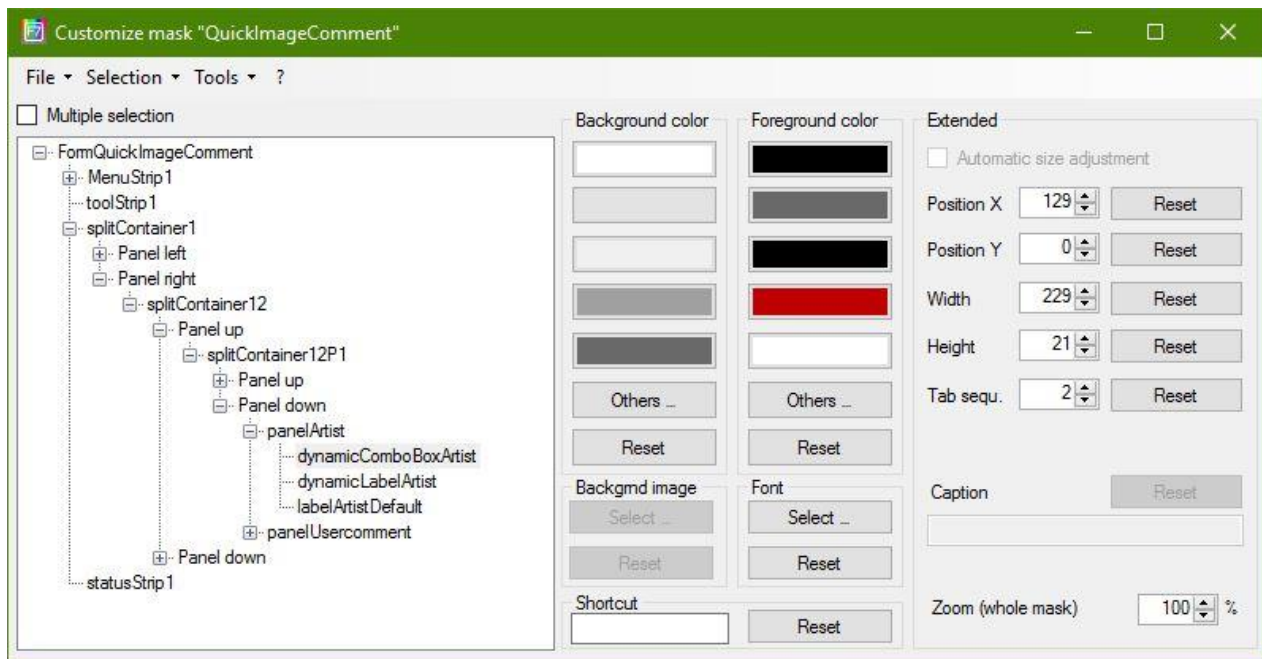 Customize mask "QuickImageComment"
File Selection Tools ?
Multiple selection
FormQuickImageComment
MenuStrip1
toolStrip1
splitContainer1
Panel left
Panel right
splitContainer12
Panel up
splitContainer12P1
Panel up
Panel down
panelArtist
dynamicComboBoxArtist
dynamicLabelArtist
labelArtistDefault
panelUsercomment
Panel down
statusStrip1
Background color
Others ...
Reset
Foreground color
Others ...
Reset
Backgrnd image
Select ...
Reset
Font
Select ...
Reset
Shortcut
Reset
Extended
Automatic size adjustment
Position X 129 Reset
Position Y 0 Reset
Width 229 Reset
Height 21 Reset
Tab sequ. 2 Reset
Caption Reset
Zoom (whole mask) 100 %